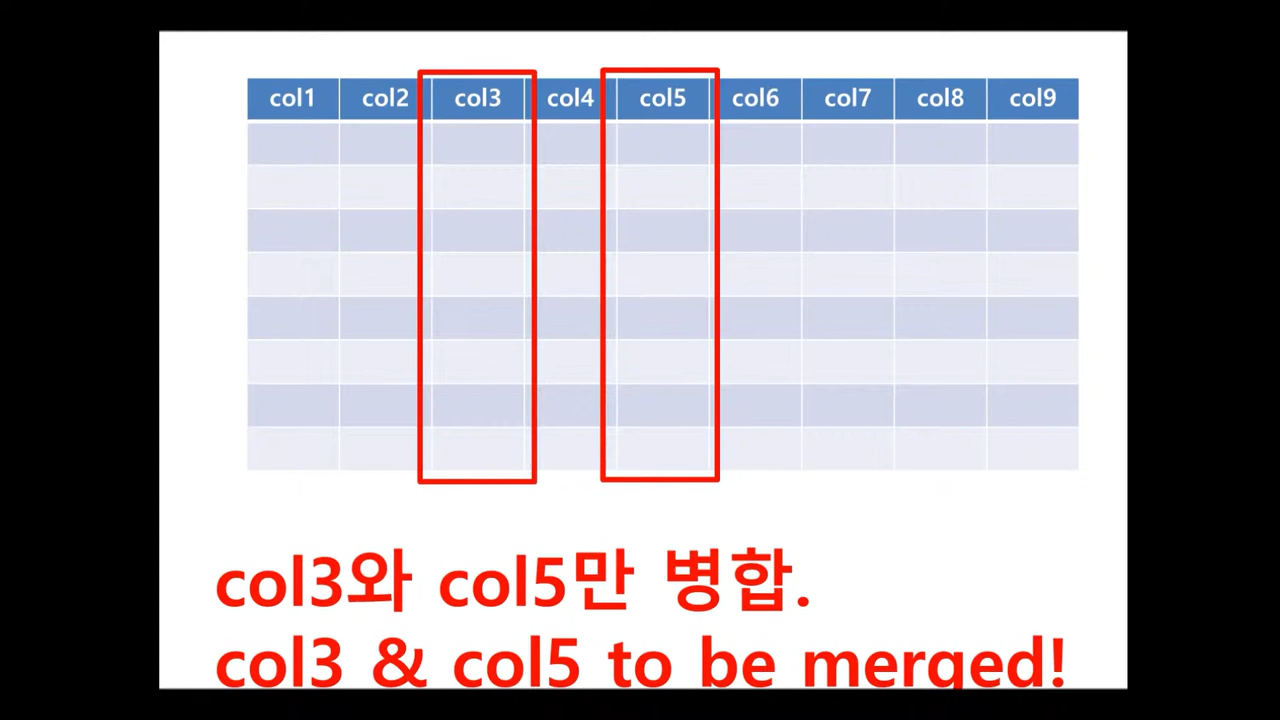 col1 col2 col3 col4 col5 col6 col7 col8 col9
col3와 col5만 병합.
col3 & col5 to be merged!